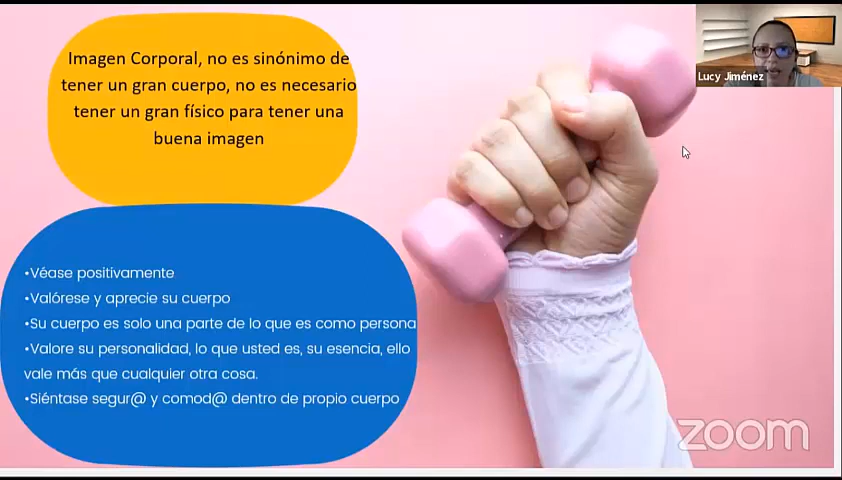 Imagen Corporal, no es sinónimo de
tener un gran cuerpo, no es necesario
tener un gran físico para tener una
buena imagen
Lucy Jiménez
•Véase positivamente
•Valórese y aprecie su cuerpo
•Su cuerpo es solo una parte de lo que es como persona
•Valore su personalidad, lo que usted es, su esencia, ello
vale más que cualquier otra cosa.
•Siéntase segur@ y comod@ dentro de propio cuerpo
zoom